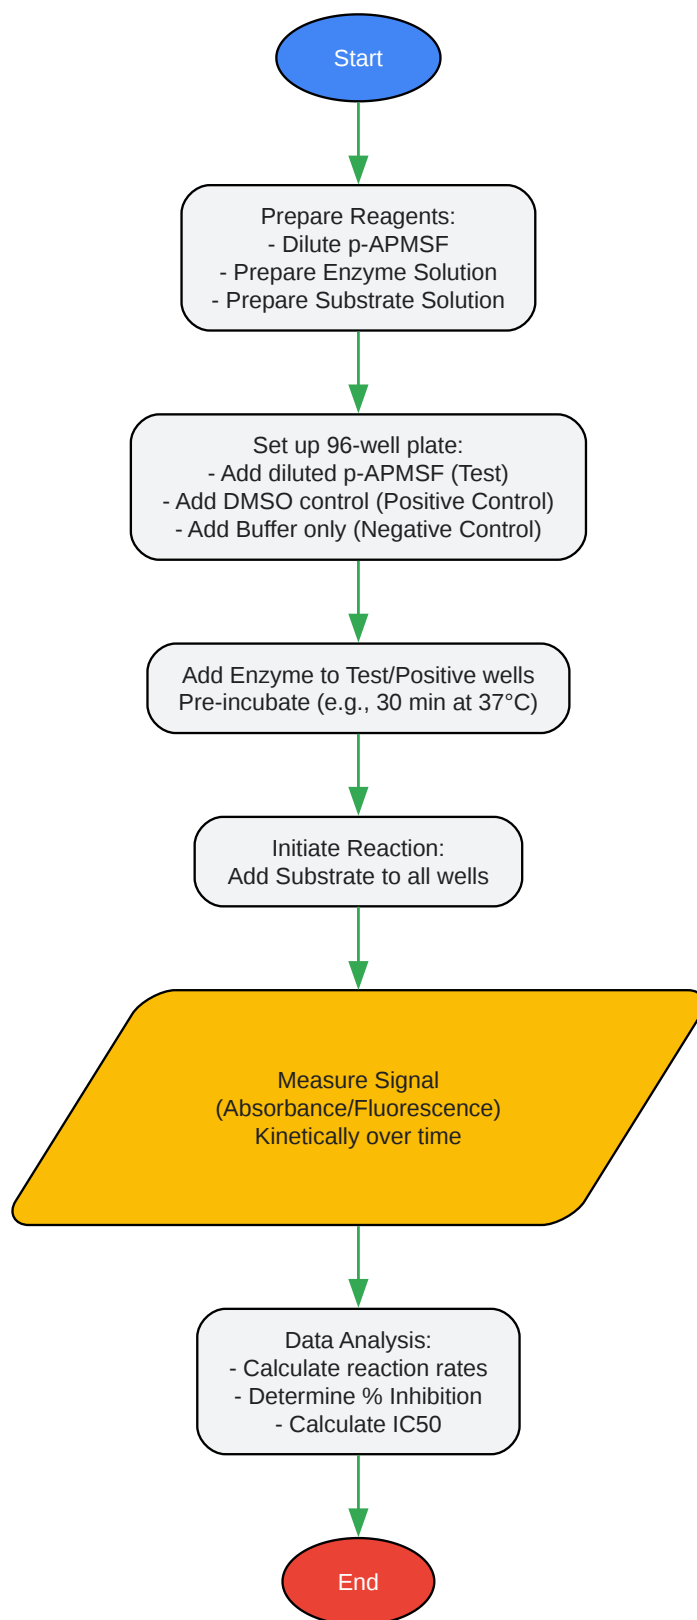 Start
Prepare Reagents:
- Dilute p-APMSF
- Prepare Enzyme Solution
- Prepare Substrate Solution
Set up 96-well plate:
- Add diluted p-APMSF (Test)
- Add DMSO control (Positive Control)
- Add Buffer only (Negative Control)
Add Enzyme to Test/Positive wells
Pre-incubate (e.g., 30 min at 37°C)
Initiate Reaction:
Add Substrate to all wells
Measure Signal
(Absorbance/Fluorescence)
Kinetically over time
Data Analysis:
- Calculate reaction rates
- Determine % Inhibition
- Calculate IC50
End